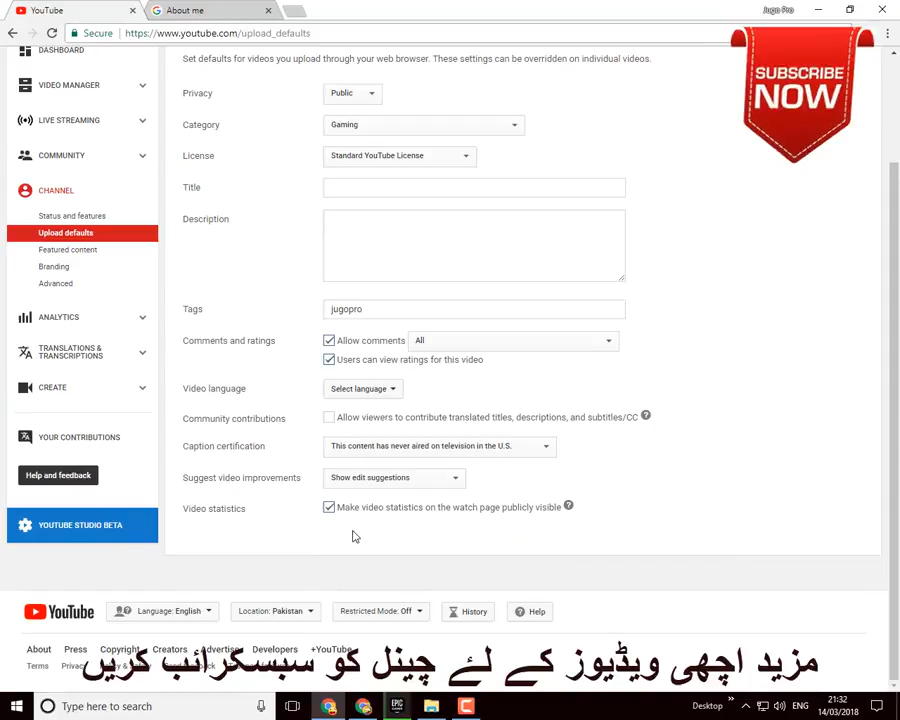 YouTube
About me
Jugo Pro
Secure
https://www.youtube.com/upload_defaults
DASHBOARD
Set defaults for videos you upload through your web browser. These settings can be overridden on individual videos.
SUBSCRIBE
NOW
VIDEO MANAGER
Privacy
Public
LIVE STREAMING
Category
Gaming
COMMUNITY
License
Standard YouTube License
CHANNEL
Title
Status and features
Description
Upload defaults
Featured content
Branding
Advanced
Tags
jugopro
ANALYTICS
Comments and ratings
Allow comments
All
TRANSLATIONS &
TRANSCRIPTIONS
Users can view ratings for this video
CREATE
Video language
Select language
Community contributions
Allow viewers to contribute translated titles, descriptions, and subtitles/CC
YOUR CONTRIBUTIONS
Caption certification
This content has never aired on television in the U.S.
Help and feedback
Suggest video improvements
Show edit suggestions
Video statistics
Make video statistics on the watch page publicly visible
YOUTUBE STUDIO BETA
YouTube
Language: English
Location: Pakistan
Restricted Mode: Off
History
Help
About Press Copyright Creators Advertise Developers +YouTube
Terms
مزید اچھی ویڈیوز کے لئے چینل کو سبسکرائب کریں
Type here to search
EPIC
Desktop
ENG
21:32
14/03/2018